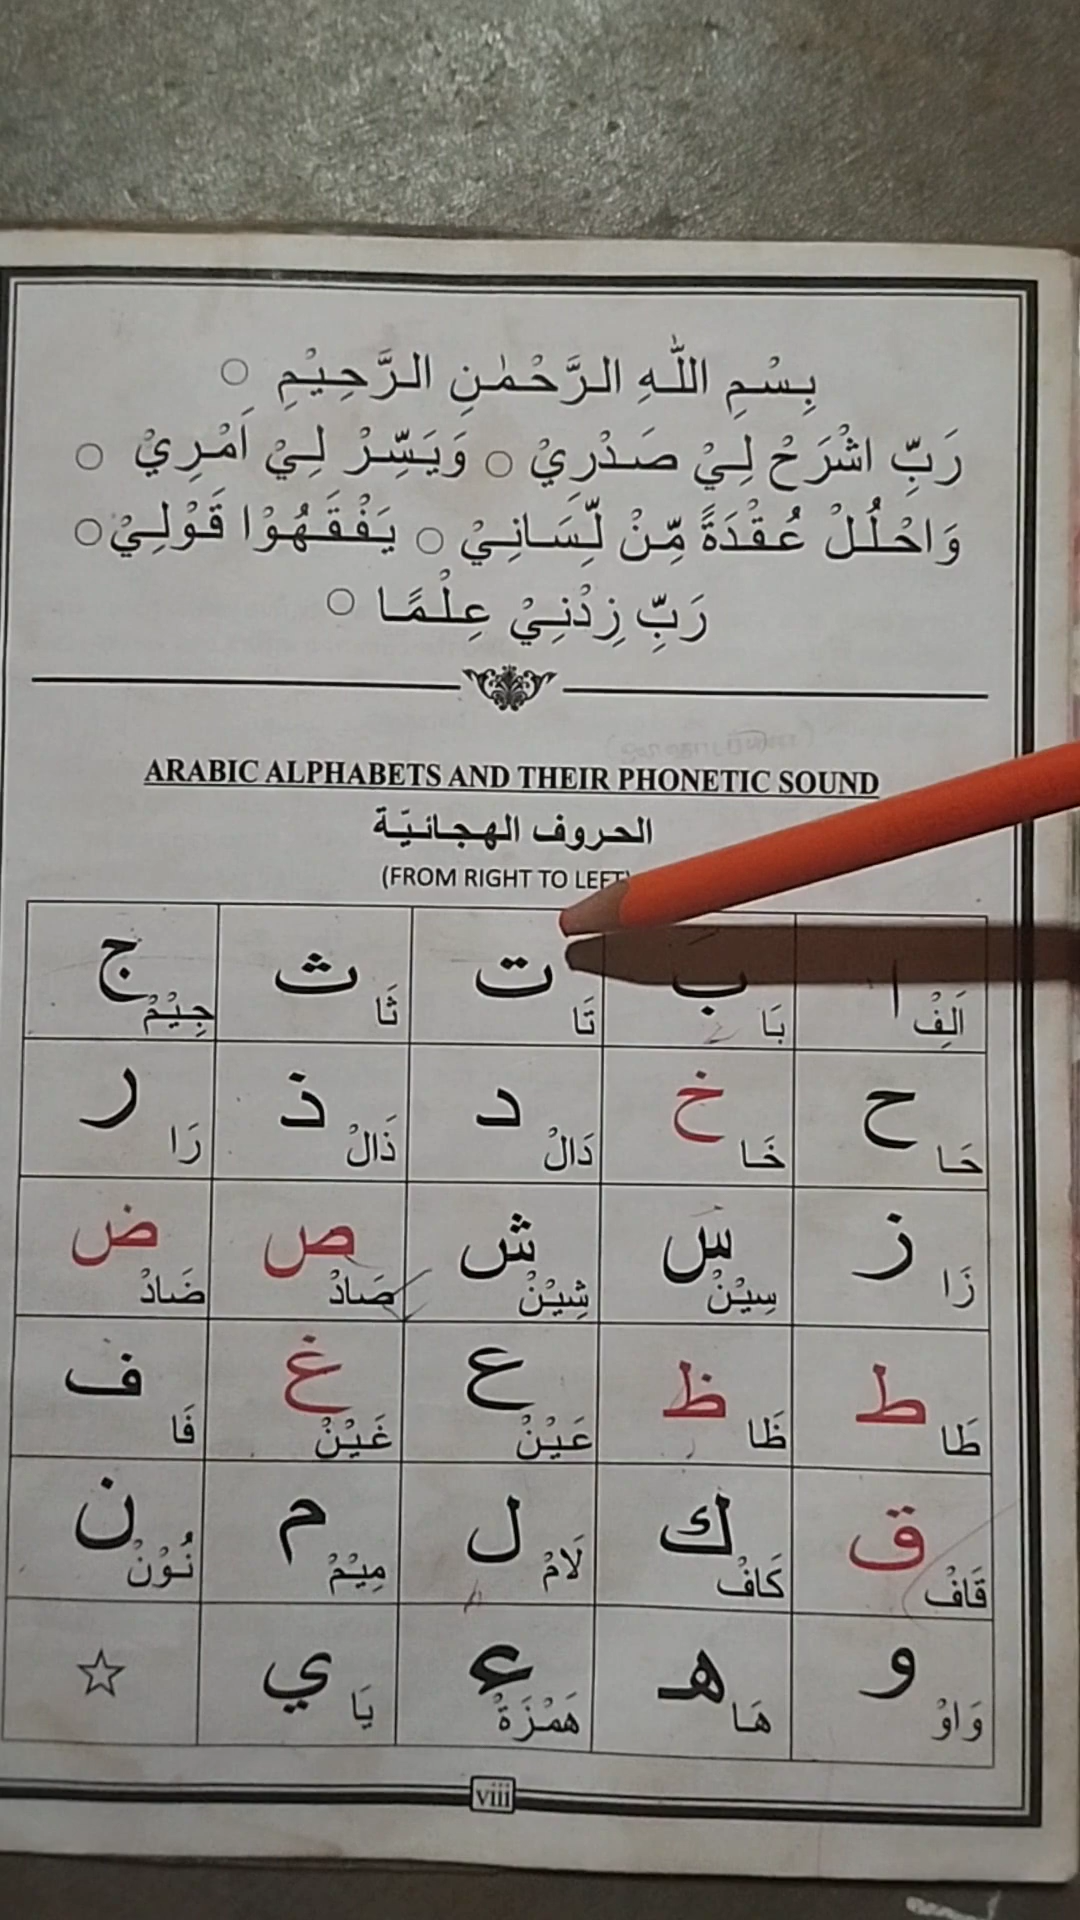 بِسْمِ اللّٰهِ الرَّحْمٰنِ الرَّحِيْمِ ○
رَبِّ اشْرَحْ لِيْ صَدْرِيْ ○ وَيَسِّرْ لِيْ اَمْرِيْ ○
وَاحْلُلْ عُقْدَةً مِّنْ لِّسَانِيْ ○ يَفْقَهُوْا قَوْلِيْ ○
رَبِّ زِدْنِيْ عِلْمًا ○
ARABIC ALPHABETS AND THEIR PHONETIC SOUND
الحروف الهجائيّة
(FROM RIGHT TO LEFT)
ا اَلِفْ ب بَا ت تَا ث ثَا ج جِيْمْ
ح حَا خ خَا د دَالْ ذ ذَالْ ر رَا
ز زَا س سِيْنْ ش شِيْنْ ص صَادْ ض ضَادْ
ط طَا ظ ظَا ع عَيْنْ غ غَيْنْ ف فَا
ق قَافْ ك كَافْ ل لَامْ م مِيْمْ ن نُوْنْ
و وَاوْ ه هَا ء هَمْزَةْ ي يَا ☆
viii